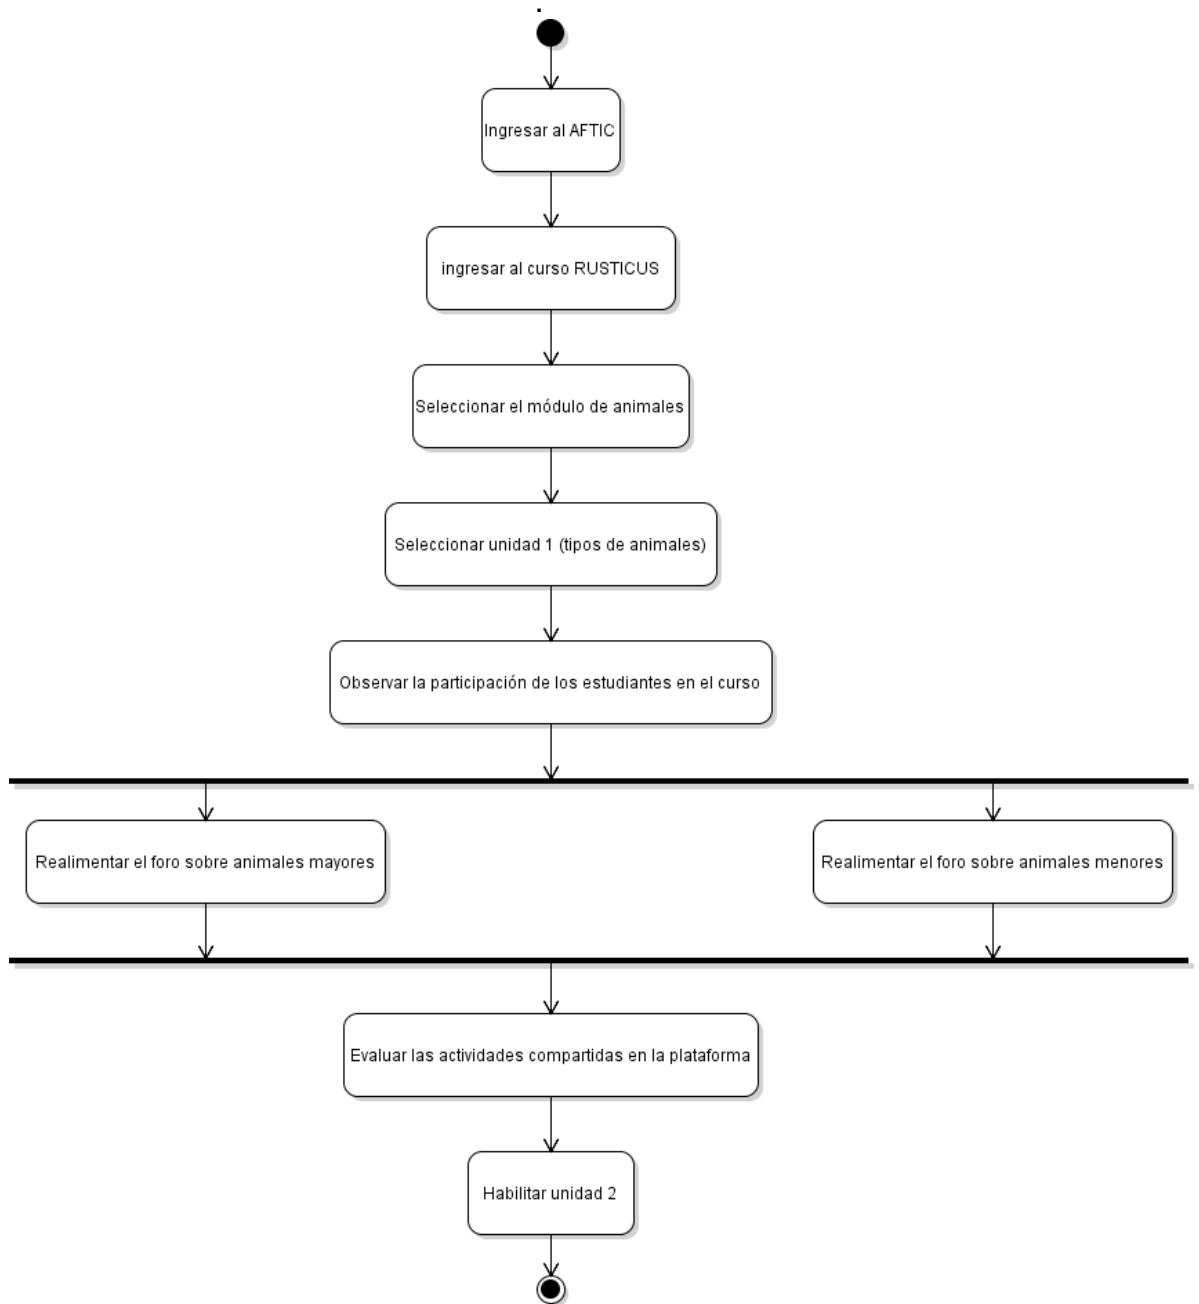 Ingresar al AFTIC
ingresar al curso RUSTICUS
Seleccionar el módulo de animales
Seleccionar unidad 1 (tipos de animales)
Observar la participación de los estudiantes en el curso
Realimentar el foro sobre animales mayores
Realimentar el foro sobre animales menores
Evaluar las actividades compartidas en la plataforma
Habilitar unidad 2